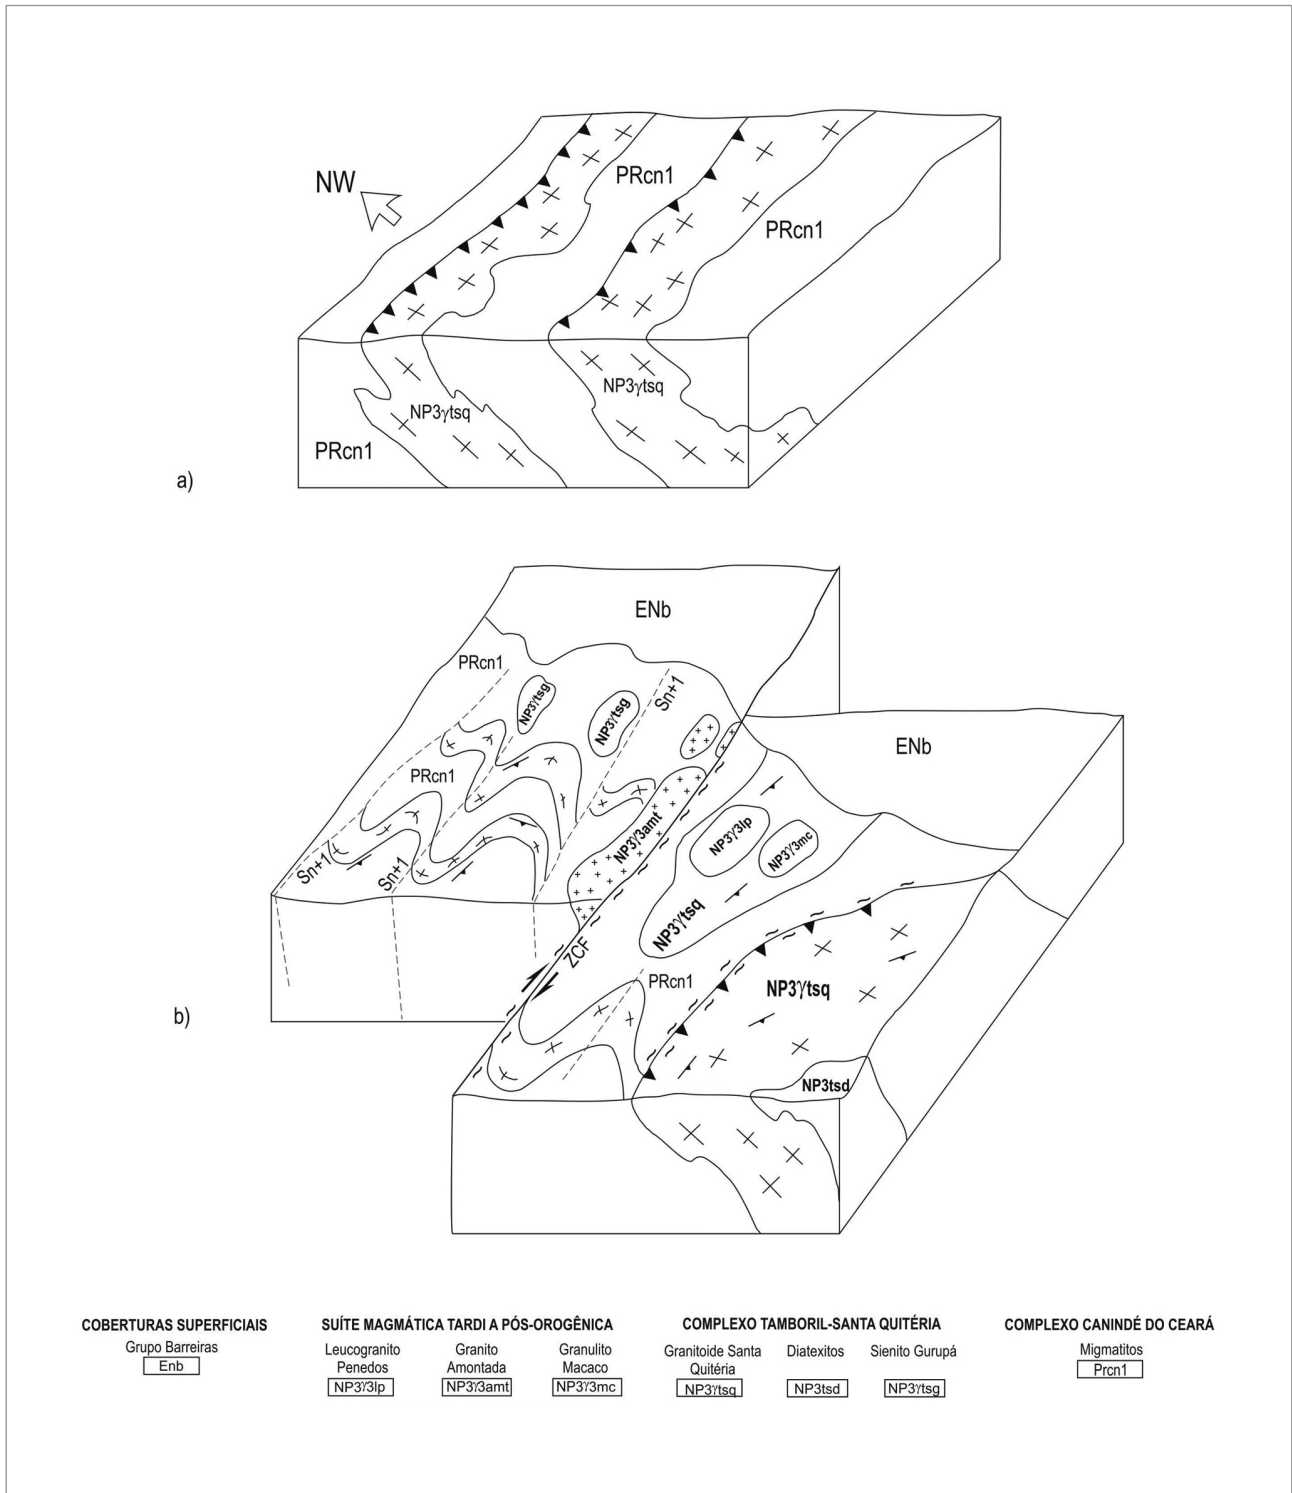 NW
PRcn1
PRcn1
NP3γtsq
NP3γtsq
PRcn1
a)
ENb
PRcn1
NP3γtsg
NP3γtsg
Sn+1
ENb
PRcn1
NP3γ3amt
NP3γ3lp
NP3γ3mc
Sn+1
Sn+1
NP3γtsq
ZCF
PRcn1
NP3γtsq
b)
NP3tsd
COBERTURAS SUPERFICIAIS
Grupo Barreiras
Enb
SUÍTE MAGMÁTICA TARDI A PÓS-OROGÊNICA
Leucogranito
Penedos
NP3γ3lp
Granito
Amontada
NP3γ3amt
Granulito
Macaco
NP3γ3mc
COMPLEXO TAMBORIL-SANTA QUITÉRIA
Granitoide Santa
Quitéria
NP3γtsq
Diatexitos
NP3tsd
Sienito Gurupá
NP3γtsg
COMPLEXO CANINDÉ DO CEARÁ
Migmatitos
Prcn1